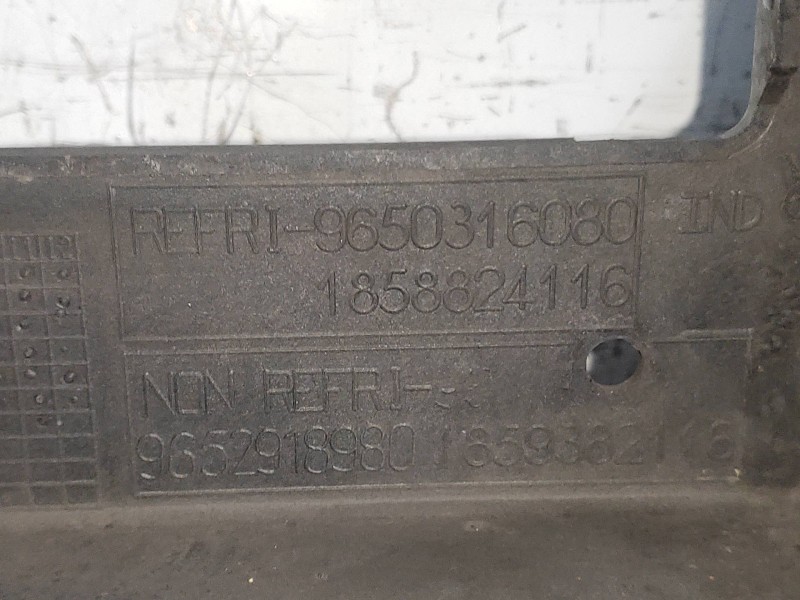 REFRI-9650316080
IND
1858824116
NON REFRI-
9652918980